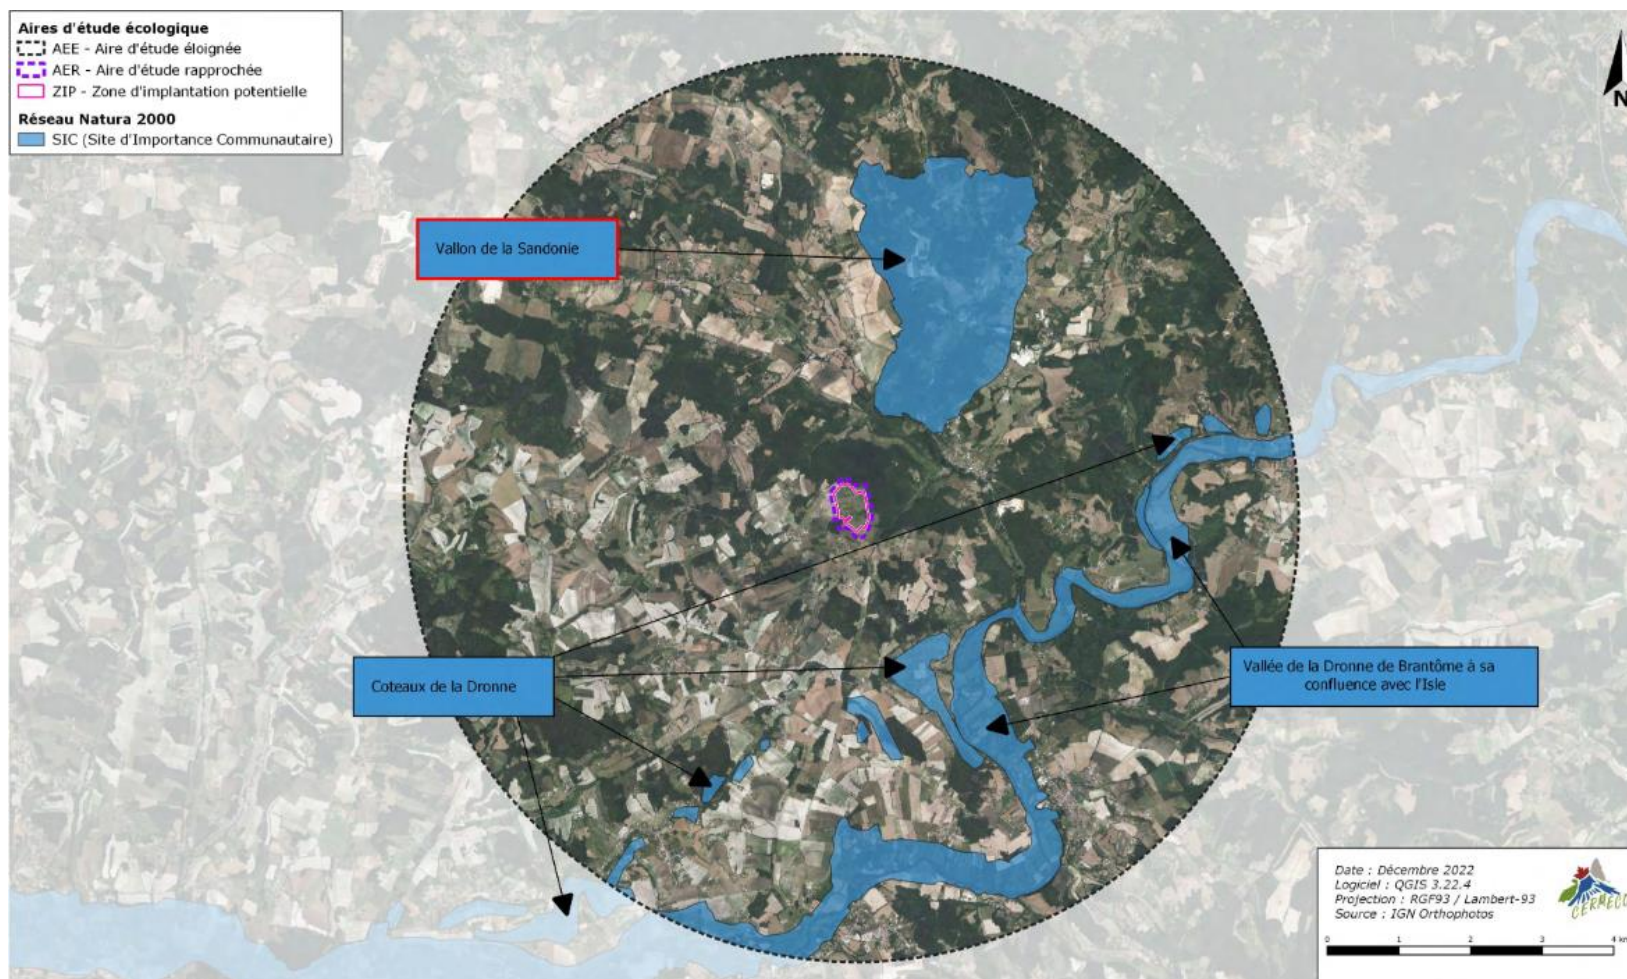 Aires d'étude écologique
AEE - Aire d'étude éloignée
AER - Aire d'étude rapprochée
ZIP - Zone d'implantation potentielle
Réseau Natura 2000
SIC (Site d'Importance Communautaire)
N
Vallon de la Sandonie
Coteaux de la Dronne
Vallée de la Dronne de Brantôme à sa
confluence avec l'Isle
Date : Décembre 2022
Logiciel : QGIS 3.22.4
Projection : RGF93 / Lambert-93
Source : IGN Orthophotos
CERMECO
0 1 2 3 4 km